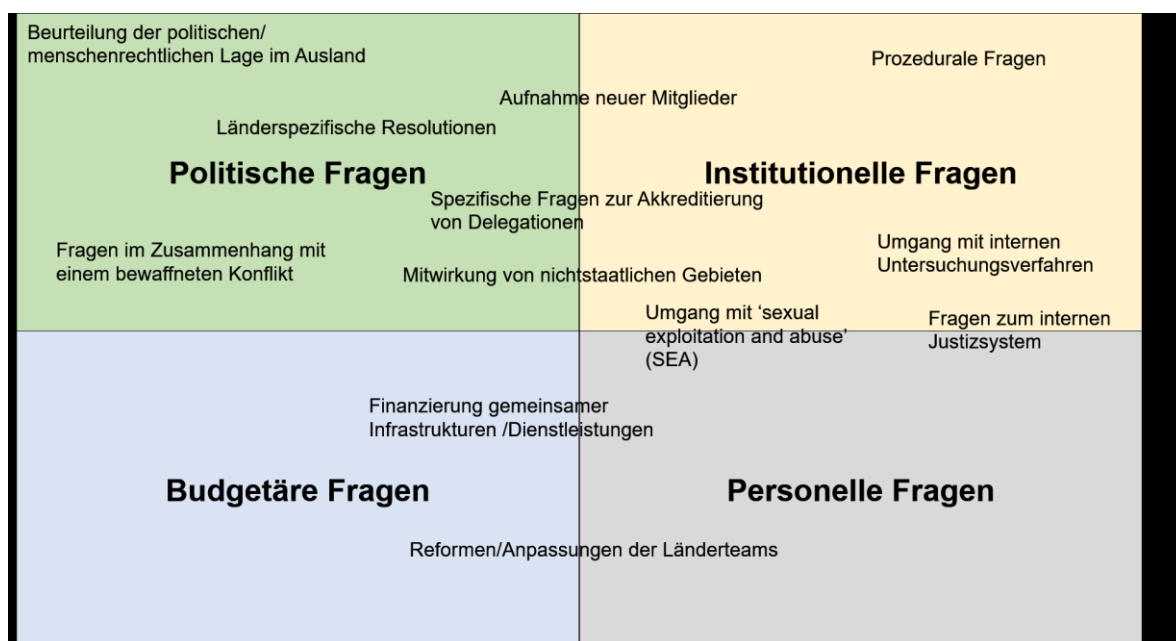 Beurteilung der politischen/
menschenrechtlichen Lage im Ausland
Prozedurale Fragen
Aufnahme neuer Mitglieder
Länderspezifische Resolutionen
Politische Fragen
Institutionelle Fragen
Spezifische Fragen zur Akkreditierung
von Delegationen
Fragen im Zusammenhang mit
einem bewaffneten Konflikt
Mitwirkung von nichtstaatlichen Gebieten
Umgang mit internen
Untersuchungsverfahren
Umgang mit ‘sexual
exploitation and abuse’
(SEA)
Fragen zum internen
Justizsystem
Finanzierung gemeinsamer
Infrastrukturen /Dienstleistungen
Budgetäre Fragen
Personelle Fragen
Reformen/Anpassungen der Länderteams